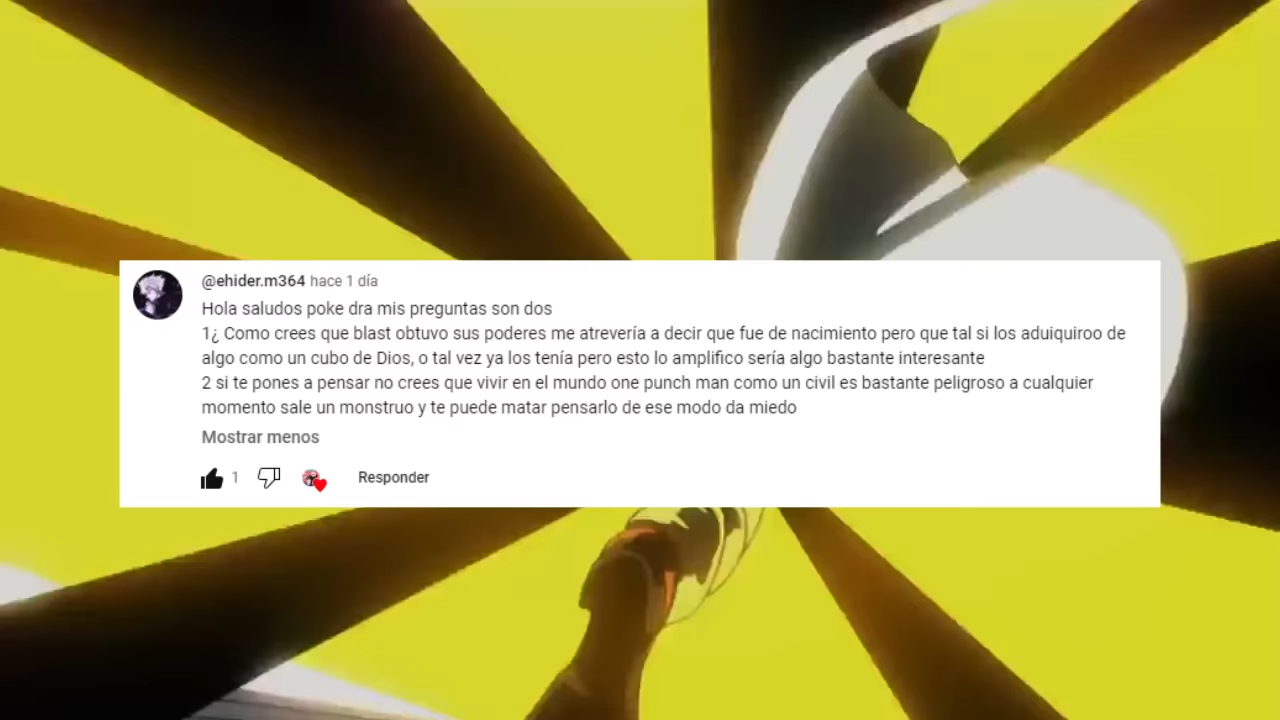 @ehider.m364 hace 1 día
Hola saludos poke dra mis preguntas son dos
1¿ Como crees que blast obtuvo sus poderes me atrevería a decir que fue de nacimiento pero que tal si los aduiquiroo de
algo como un cubo de Dios, o tal vez ya los tenía pero esto lo amplifico sería algo bastante interesante
2 si te pones a pensar no crees que vivir en el mundo one punch man como un civil es bastante peligroso a cualquier
momento sale un monstruo y te puede matar pensarlo de ese modo da miedo
Mostrar menos
1 Responder